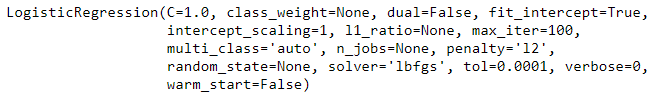 LogisticRegression(C=1.0, class_weight=None, dual=False, fit_intercept=True,
intercept_scaling=1, l1_ratio=None, max_iter=100,
multi_class='auto', n_jobs=None, penalty='l2',
random_state=None, solver='lbfgs', tol=0.0001, verbose=0,
warm_start=False)